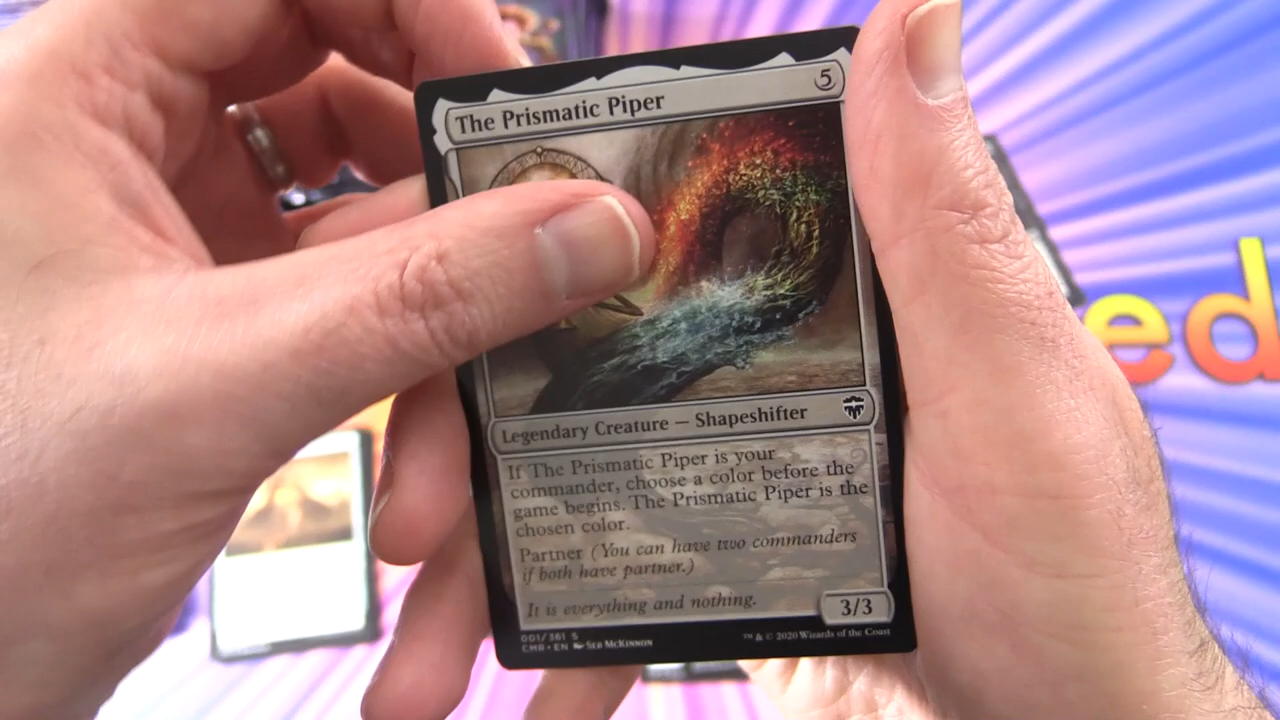 The Prismatic Piper
5
Legendary Creature — Shapeshifter
If The Prismatic Piper is your
commander, choose a color before the
game begins. The Prismatic Piper is the
chosen color.
Partner (You can have two commanders
if both have partner.)
It is everything and nothing.
3/3
001/361 S
CMR • EN Seb McKinnon
™ & © 2020 Wizards of the Coast
ed